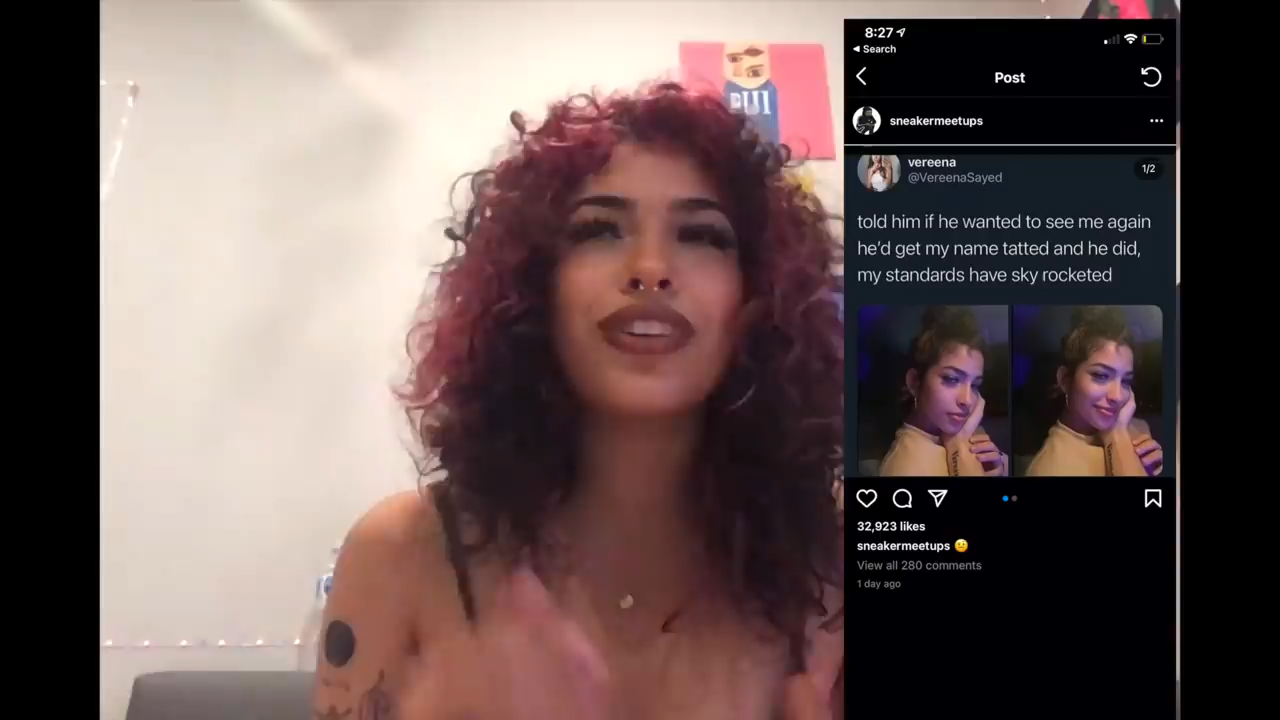 8:27
Search
Post
sneakermeetups
vereena
@VereenaSayed
1/2
told him if he wanted to see me again
he'd get my name tatted and he did,
my standards have sky rocketed
32,923 likes
sneakermeetups 😐
View all 280 comments
1 day ago